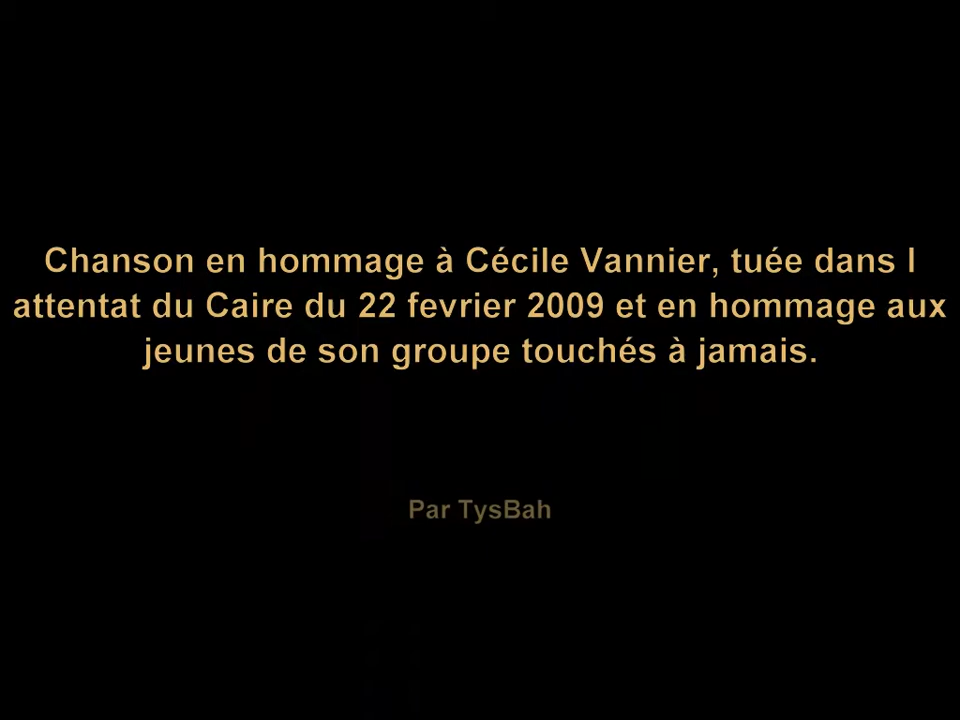 Chanson en hommage à Cécile Vannier, tuée dans l
attentat du Caire du 22 fevrier 2009 et en hommage aux
jeunes de son groupe touchés à jamais.
Par TysBah